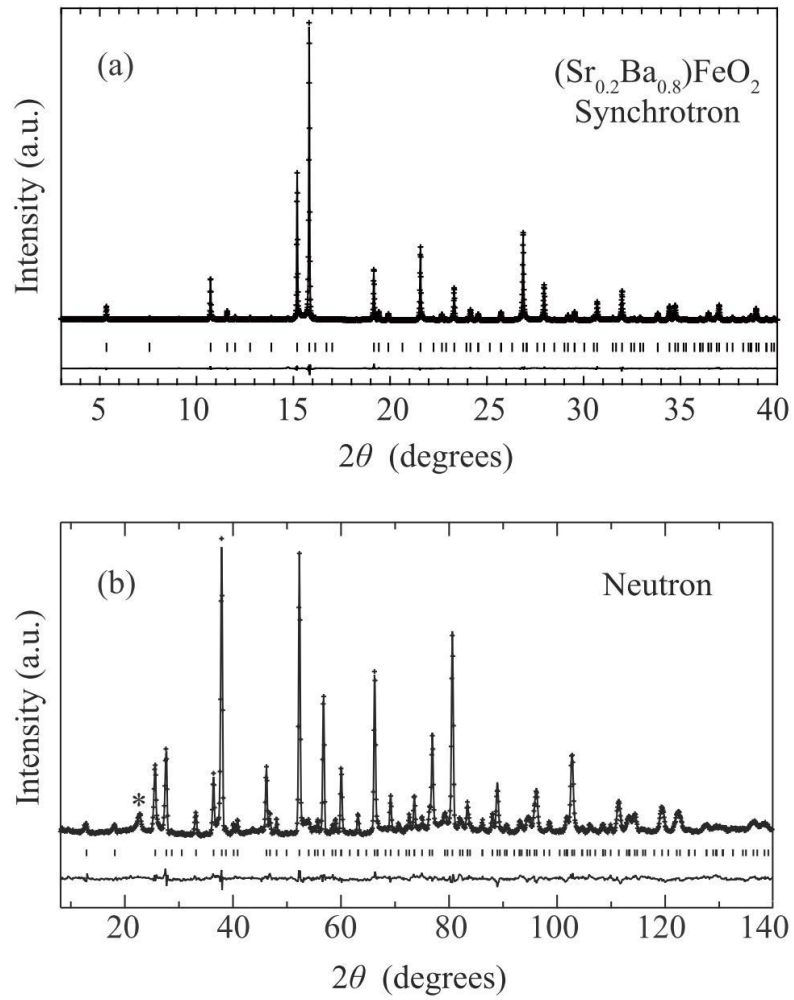 (a)
(Sr0.2Ba0.8)FeO2
Synchrotron
Intensity (a.u.)
5 10 15 20 25 30 35 40
2θ (degrees)
(b)
Neutron
*
Intensity (a.u.)
20 40 60 80 100 120 140
2θ (degrees)